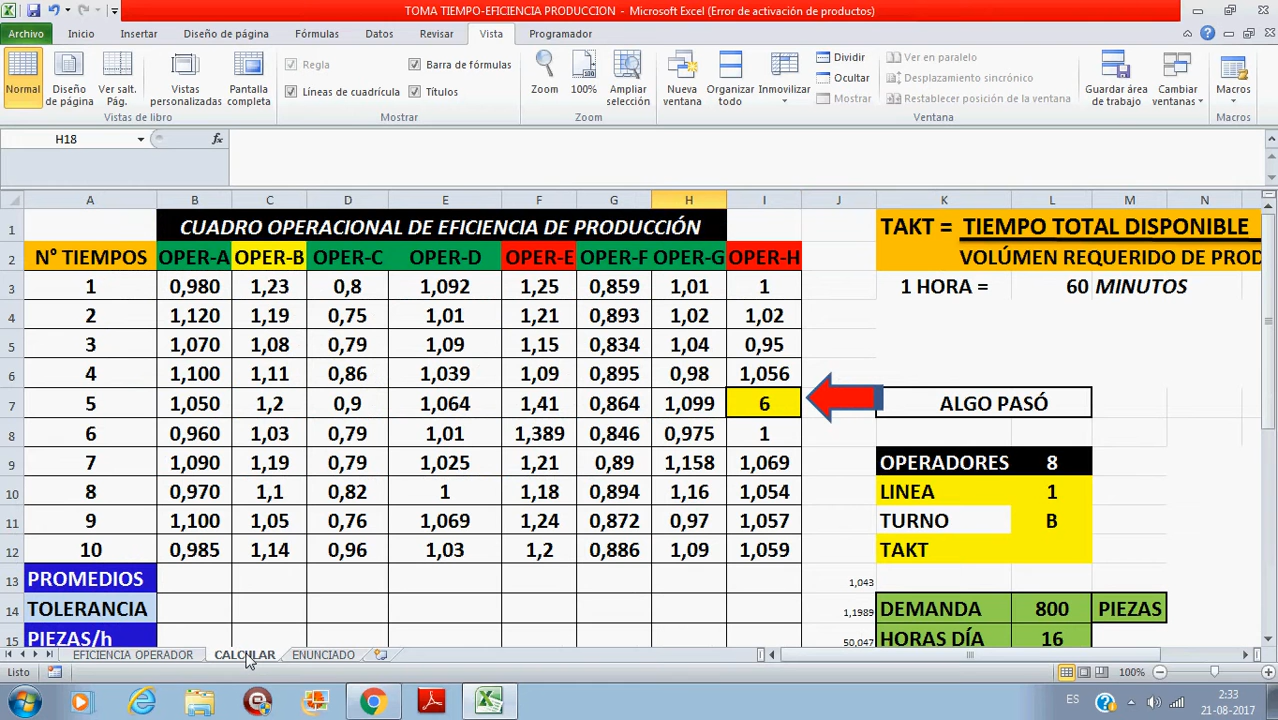 TOMA TIEMPO-EFICIENCIA PRODUCCION - Microsoft Excel (Error de activación de productos)
Archivo Inicio Insertar Diseño de página Fórmulas Datos Revisar Vista Programador
Normal Diseño de página Ver salt. Pág. Vistas personalizadas Pantalla completa
Regla Barra de fórmulas
Líneas de cuadrícula Títulos
Zoom 100% Ampliar selección
Nueva ventana Organizar todo Inmovilizar
Dividir Ver en paralelo
Ocultar Desplazamiento sincrónico
Mostrar Restablecer posición de la ventana
Guardar área de trabajo Cambiar ventanas Macros
Vistas de libro Mostrar Zoom Ventana Macros
H18 fx
A B C D E F G H I J K L M N
1 CUADRO OPERACIONAL DE EFICIENCIA DE PRODUCCIÓN TAKT = TIEMPO TOTAL DISPONIBLE
2 Nº TIEMPOS OPER-A OPER-B OPER-C OPER-D OPER-E OPER-F OPER-G OPER-H VOLÚMEN REQUERIDO DE PROD
3 1 0,980 1,23 0,8 1,092 1,25 0,859 1,01 1 1 HORA = 60 MINUTOS
4 2 1,120 1,19 0,75 1,01 1,21 0,893 1,02 1,02
5 3 1,070 1,08 0,79 1,09 1,15 0,834 1,04 0,95
6 4 1,100 1,11 0,86 1,039 1,09 0,895 0,98 1,056
7 5 1,050 1,2 0,9 1,064 1,41 0,864 1,099 6 ALGO PASÓ
8 6 0,960 1,03 0,79 1,01 1,389 0,846 0,975 1
9 7 1,090 1,19 0,79 1,025 1,21 0,89 1,158 1,069 OPERADORES 8
10 8 0,970 1,1 0,82 1 1,18 0,894 1,16 1,054 LINEA 1
11 9 1,100 1,05 0,76 1,069 1,24 0,872 0,97 1,057 TURNO B
12 10 0,985 1,14 0,96 1,03 1,2 0,886 1,09 1,059 TAKT
13 PROMEDIOS 1,043
14 TOLERANCIA 1,1989 DEMANDA 800 PIEZAS
15 PIEZAS/h 50,047 HORAS DÍA 16
EFICIENCIA OPERADOR CALCULAR ENUNCIADO
Listo 100%
ES 2:33
21-08-2017